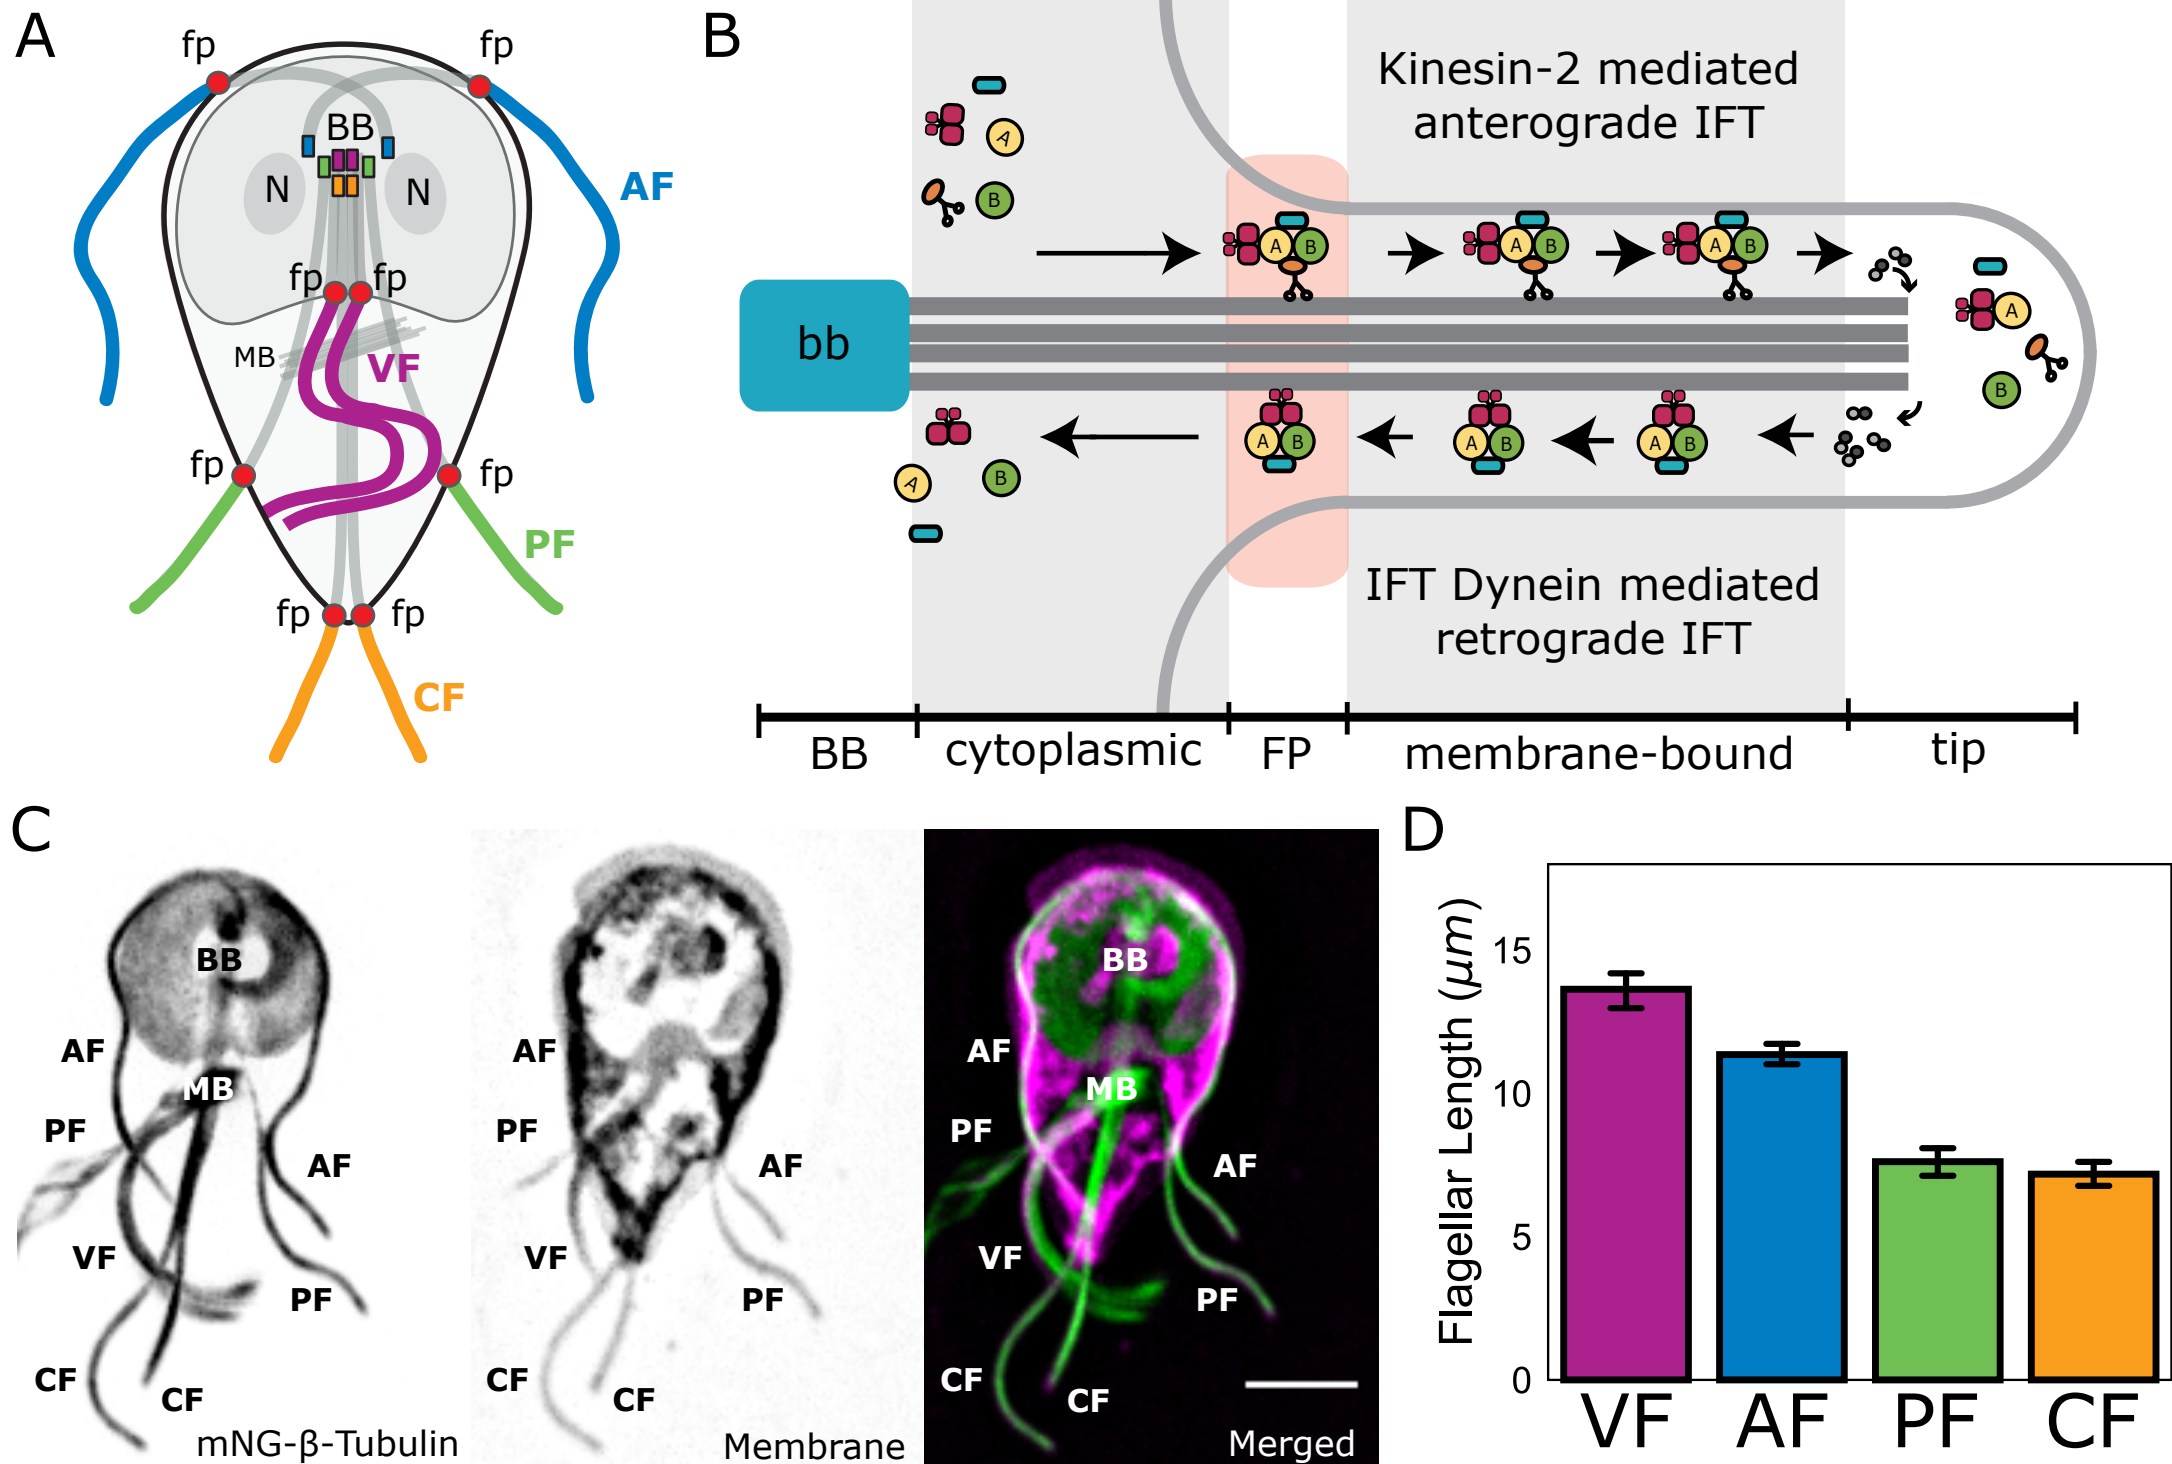 A
fp
fp
BB
N
N
AF
fp
fp
MB
VF
fp
fp
PF
fp
fp
CF
B
Kinesin-2 mediated
anterograde IFT
A
B
A
B
A
B
A
B
A
B
bb
A
B
A
B
A
B
A
B
IFT Dynein mediated
retrograde IFT
BB
cytoplasmic
FP
membrane-bound
tip
C
BB
AF
MB
PF
AF
VF
PF
CF
CF
mNG-β-Tubulin
AF
PF
AF
VF
PF
CF
CF
Membrane
BB
AF
MB
PF
AF
VF
PF
CF
CF
Merged
D
Flagellar Length (μm)
15
10
5
0
VF
AF
PF
CF